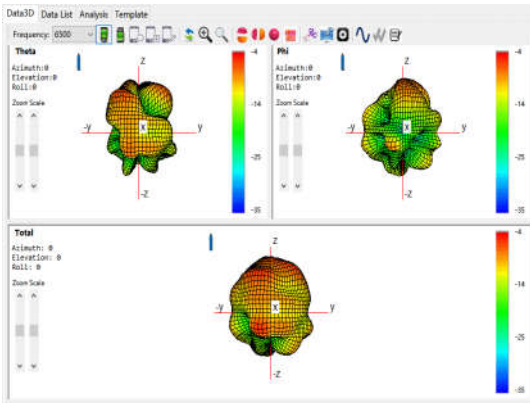 Data3D Data List Analysis Template
Frequency: 6500
Theta
Azimuth:0
Elevation:0
Roll:0
Zoom Scale
z
-y
x
y
-z
-4
-14
-25
-35
Phi
Azimuth:0
Elevation:0
Roll:0
Zoom Scale
z
-y
x
y
-z
-4
-14
-25
-35
Total
Azimuth: 0
Elevation: 0
Roll: 0
Zoom Scale
z
-y
x
y
-z
-4
-14
-25
-35